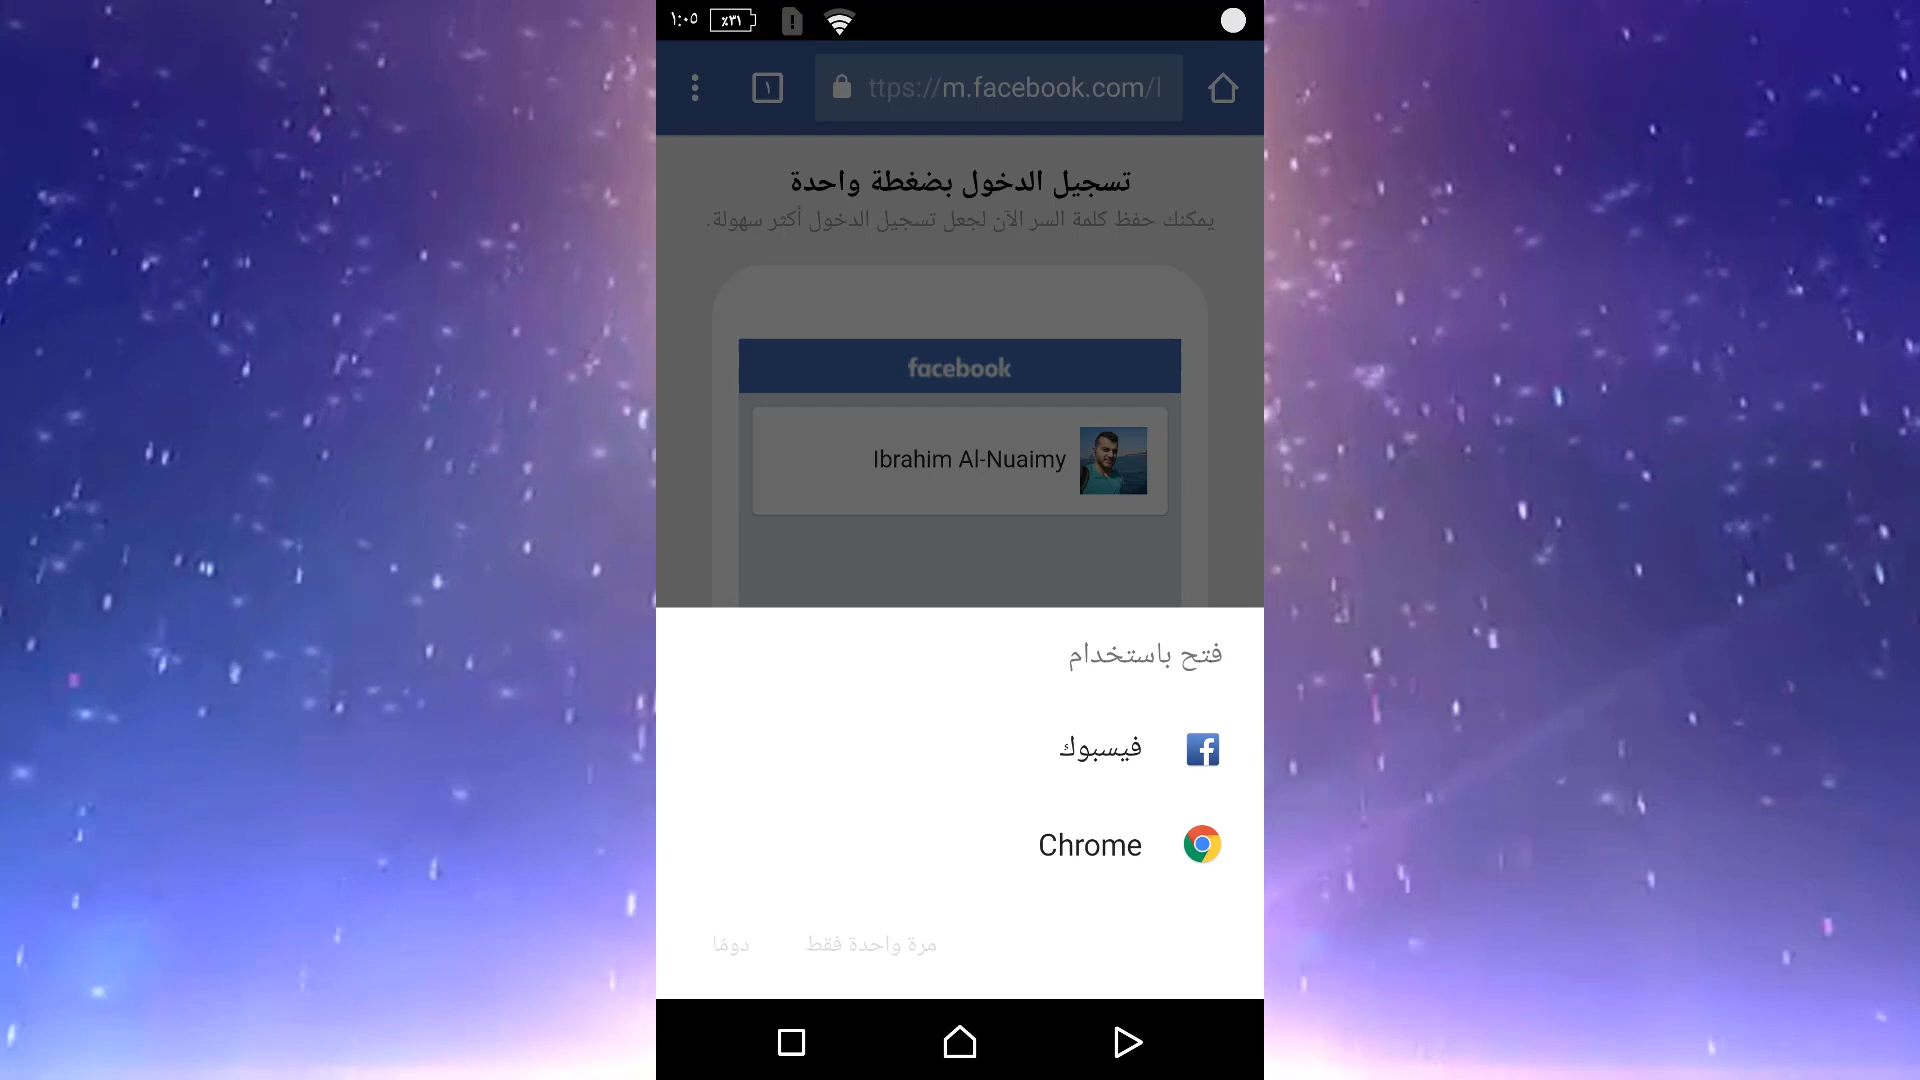 ١:٠٥ ٪٣١
١ ttps://m.facebook.com/l
تسجيل الدخول بضغطة واحدة
يمكنك حفظ كلمة السر الآن لجعل تسجيل الدخول أكثر سهولة.
facebook
Ibrahim Al-Nuaimy
فتح باستخدام
فيسبوك
Chrome
مرة واحدة فقط دومًا